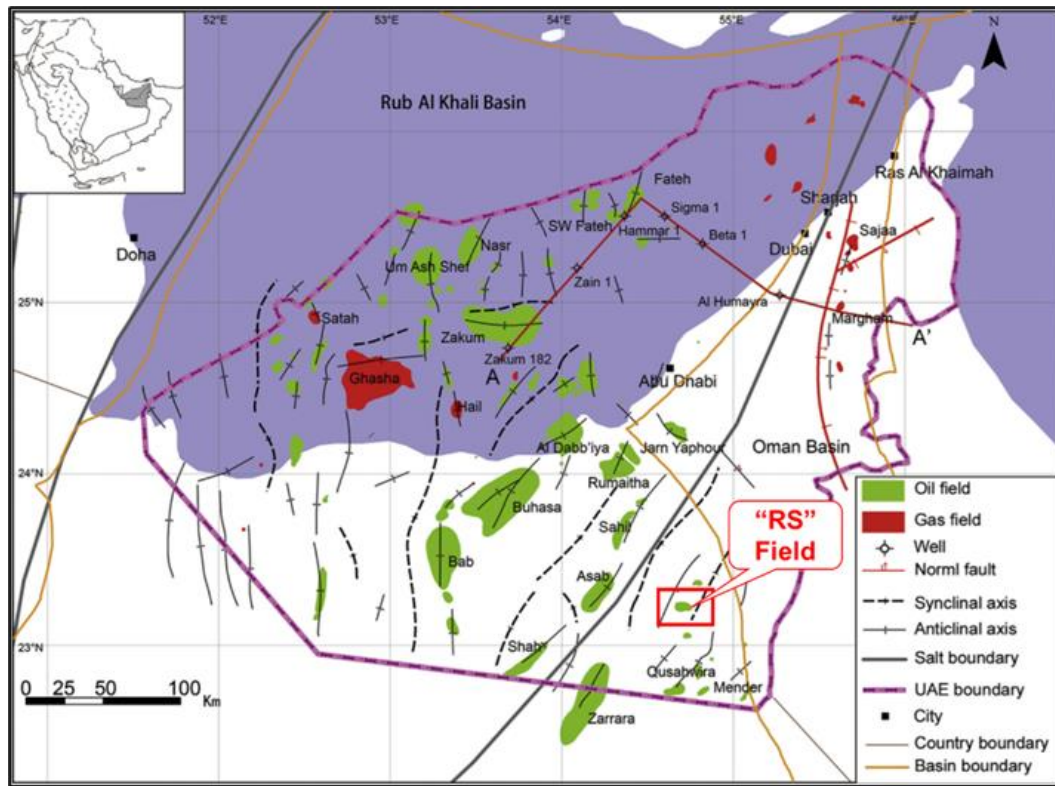 52°E
53°E
54°E
55°E
56°E
N
Rub Al Khali Basin
Ras Al Khaimah
Fateh
Sharjah
SW Fateh
Sigma 1
Hammar 1
Sajaa
Doha
Nasr
Beta 1
Dubai
Um Ash Shef
Zain 1
25°N
Al Humayra
Satah
Margham
Zakum
A'
Zakum 182
A
Ghasha
Abu Dhabi
Hail
Al Dabb'iya
Jarn Yaphour
Oman Basin
24°N
Rumaitha
Buhasa
Sahil
"RS"
Field
Bab
Asab
23°N
Shah
Qusahwira
Mender
Zarrara
0 25 50 100
Km
Oil field
Gas field
Well
Norml fault
Synclinal axis
Anticlinal axis
Salt boundary
UAE boundary
City
Country boundary
Basin boundary